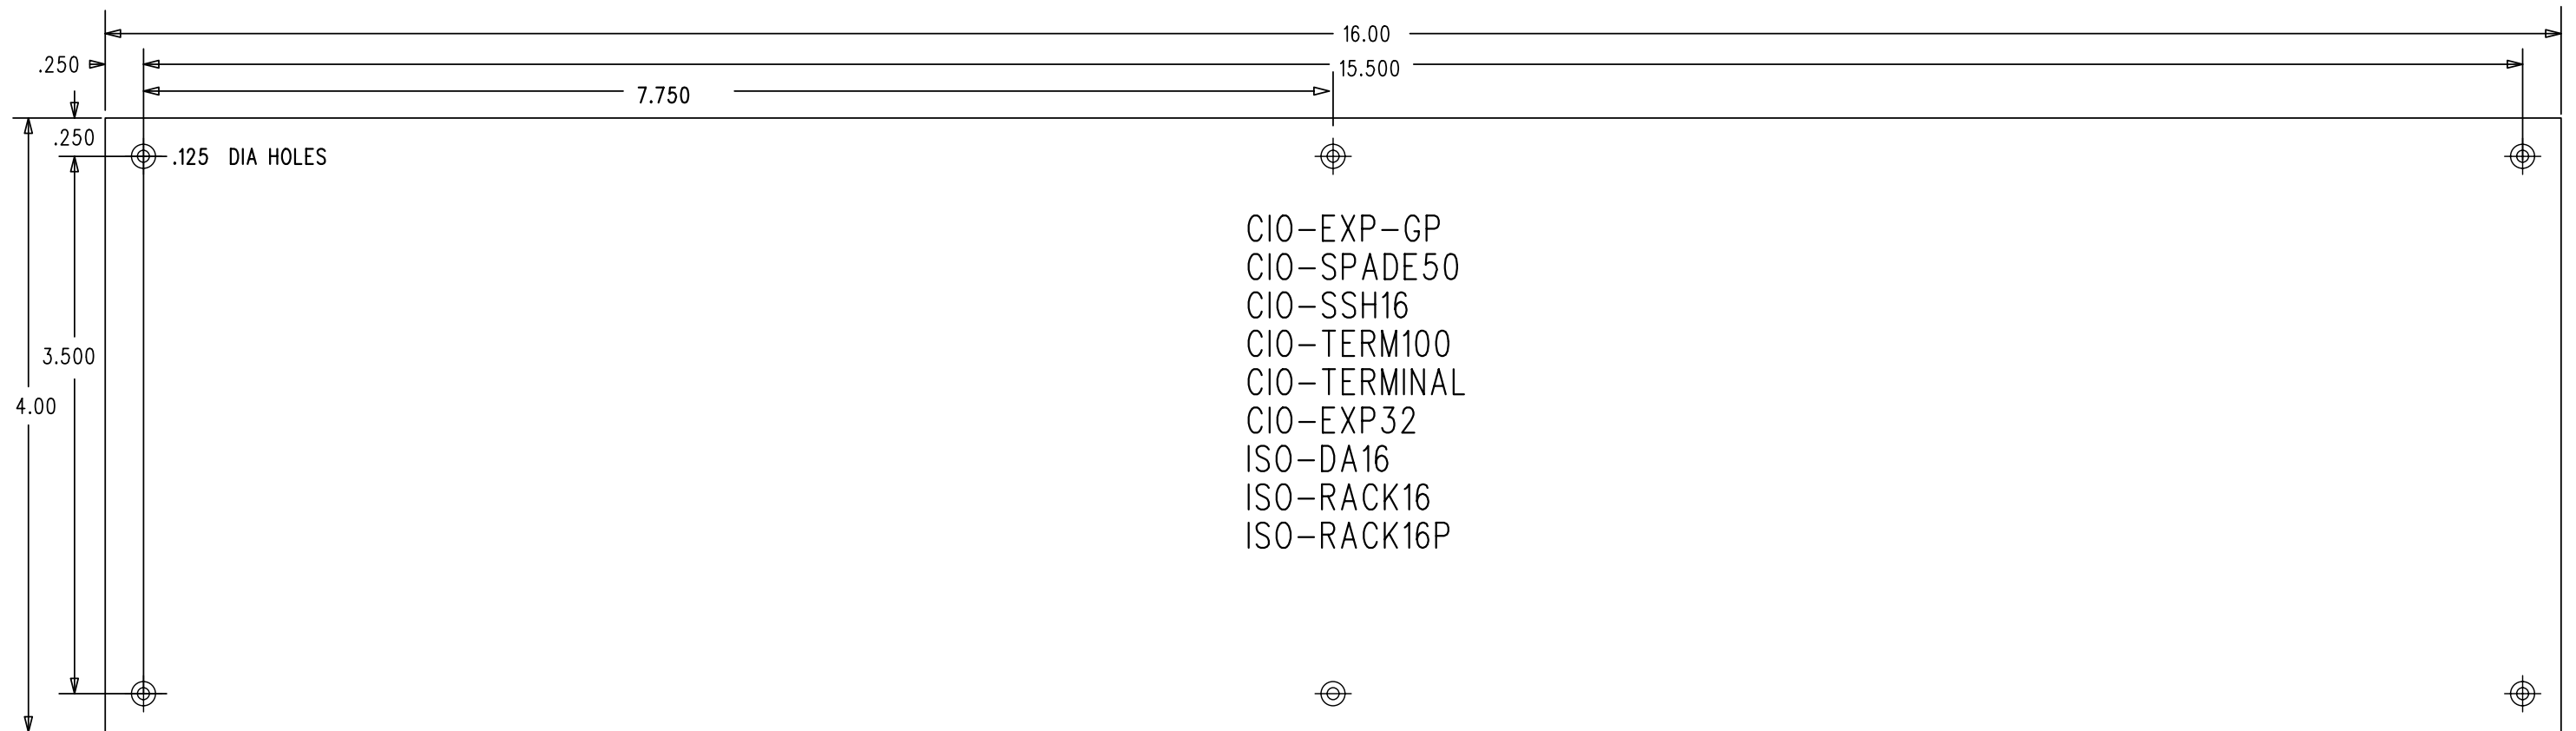 16.00
.250
15.500
7.750
.250
.125 DIA HOLES
CIO-EXP-GP
CIO-SPADE50
CIO-SSH16
CIO-TERM100
3.500
CIO-TERMINAL
4.00
CIO-EXP32
ISO-DA16
ISO-RACK16
ISO-RACK16P